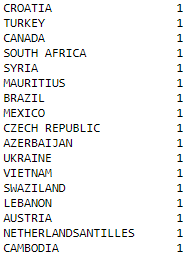 CROATIA 1
TURKEY 1
CANADA 1
SOUTH AFRICA 1
SYRIA 1
MAURITIUS 1
BRAZIL 1
MEXICO 1
CZECH REPUBLIC 1
AZERBAIJAN 1
UKRAINE 1
VIETNAM 1
SWAZILAND 1
LEBANON 1
AUSTRIA 1
NETHERLANDSANTILLES 1
CAMBODIA 1